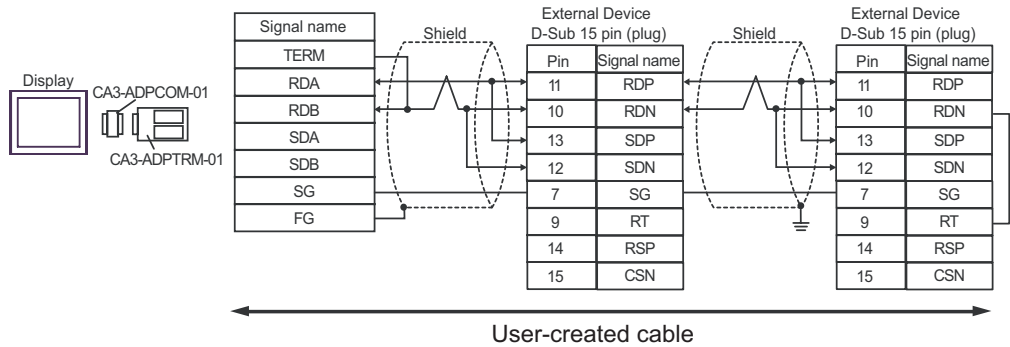 Display
CA3-ADPCOM-01
CA3-ADPTRM-01
Signal name
TERM
RDA
RDB
SDA
SDB
SG
FG
Shield
External Device
D-Sub 15 pin (plug)
Pin Signal name
11 RDP
10 RDN
13 SDP
12 SDN
7 SG
9 RT
14 RSP
15 CSN
Shield
External Device
D-Sub 15 pin (plug)
Pin Signal name
11 RDP
10 RDN
13 SDP
12 SDN
7 SG
9 RT
14 RSP
15 CSN
User-created cable